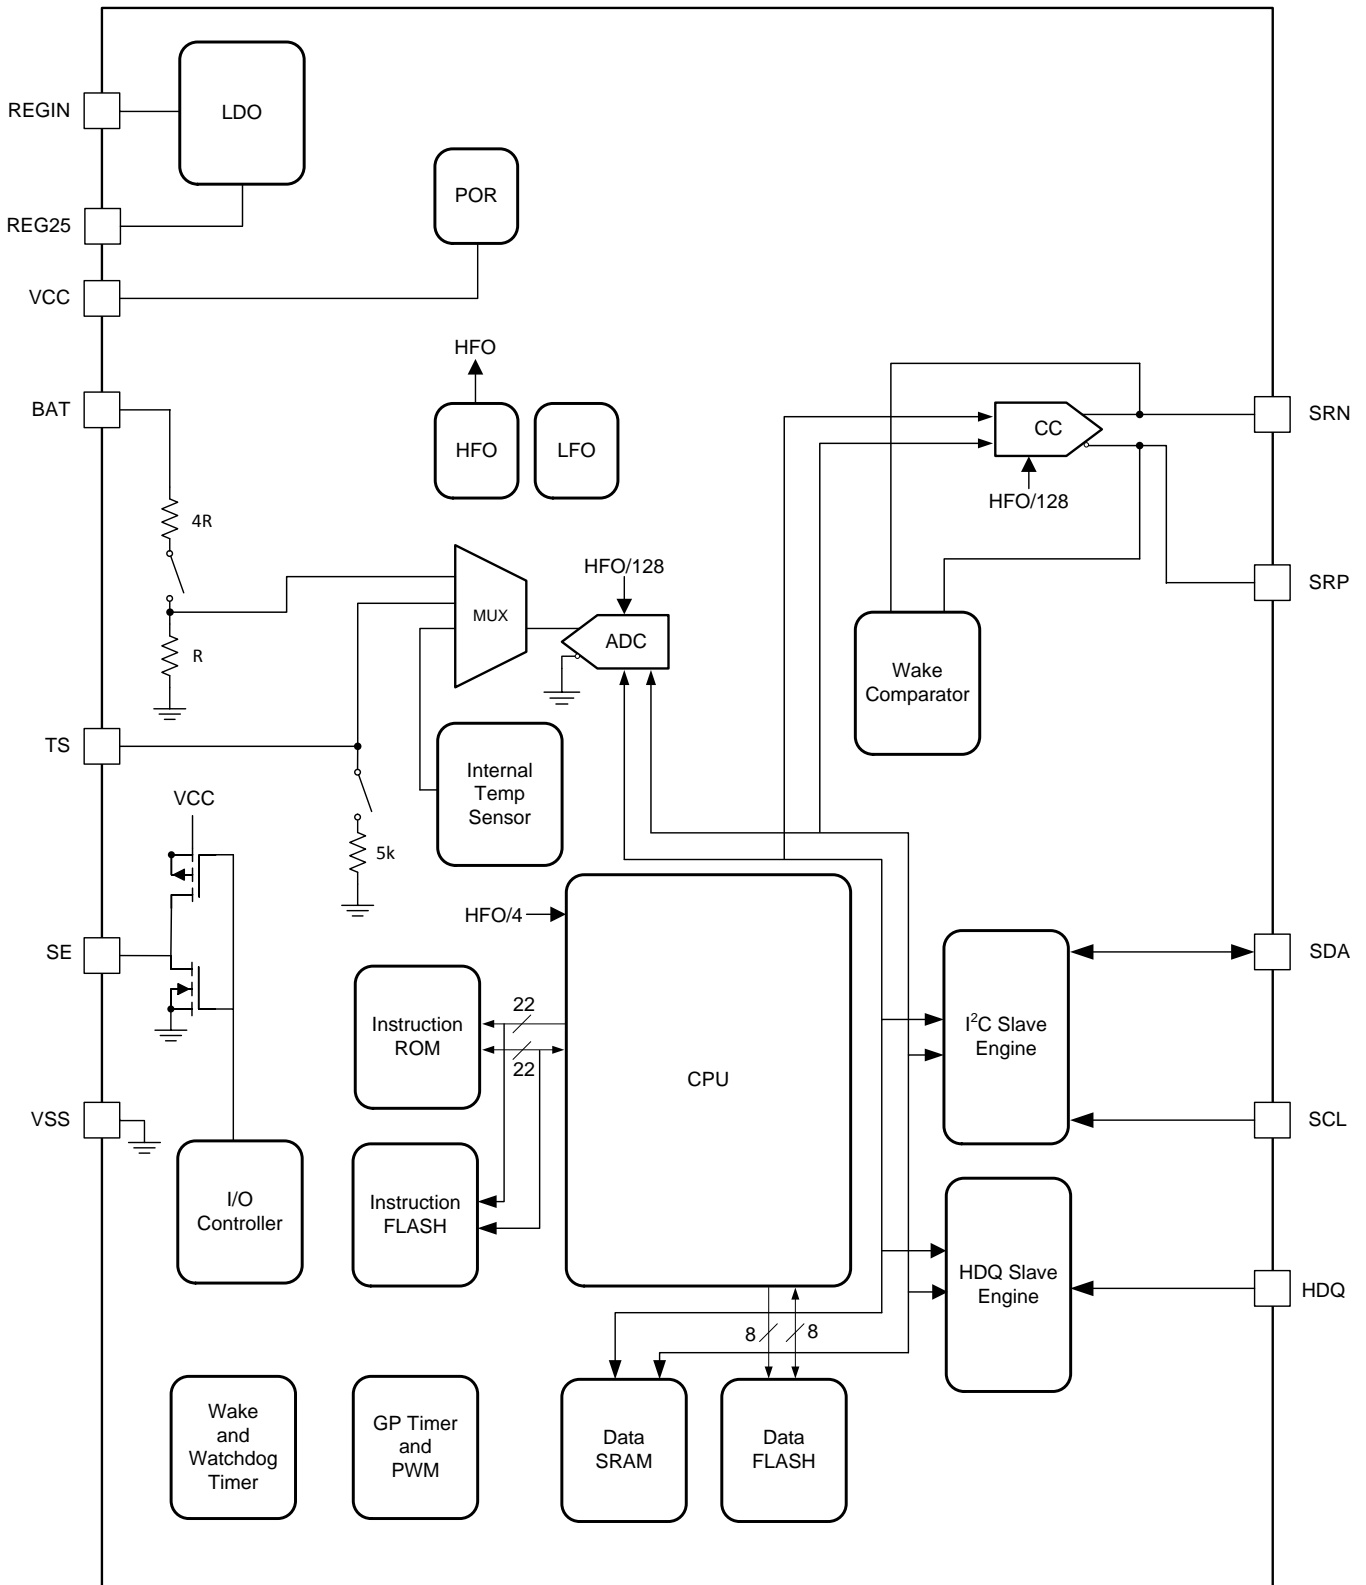 REGIN
LDO
POR
REG25
VCC
HFO
BAT
SRN
CC
HFO
LFO
4R
HFO/128
HFO/128
SRP
MUX
ADC
R
Wake
Comparator
TS
Internal
Temp
Sensor
VCC
5k
HFO/4
SE
SDA
22
Instruction
ROM
I²C Slave
Engine
22
CPU
VSS
SCL
I/O
Controller
Instruction
FLASH
HDQ Slave
Engine
HDQ
8
8
Wake
and
Watchdog
Timer
GP Timer
and
PWM
Data
SRAM
Data
FLASH